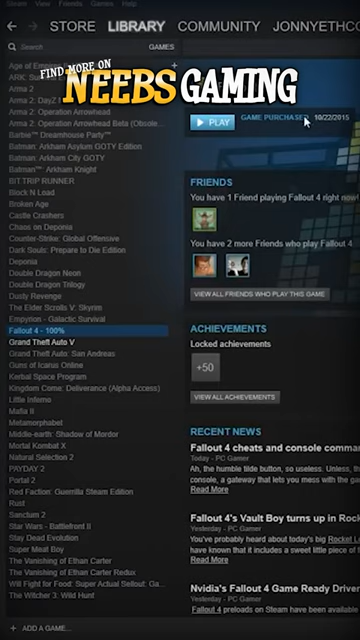 Steam View Friends Games Help
STORE LIBRARY COMMUNITY JONNYETHCO
Search GAMES
FIND MORE ON
NEEBS GAMING
Age of Empires
ARK: Su
Arma 2
Arma 2: DayZ
Arma 2: Operation Arrowhead
Arma 2: Operation Arrowhead Beta (Obsole...
Barbie™ Dreamhouse Party™
Batman: Arkham Asylum GOTY Edition
Batman: Arkham City GOTY
Batman™: Arkham Knight
BIT.TRIP RUNNER
Block N Load
Broken Age
Castle Crashers
Chaos on Deponia
Counter-Strike: Global Offensive
Dark Souls: Prepare to Die Edition
Deponia
Double Dragon Neon
Double Dragon Trilogy
Dusty Revenge
The Elder Scrolls V: Skyrim
Empyrion - Galactic Survival
Fallout 4 - 100%
Grand Theft Auto V
Grand Theft Auto: San Andreas
Guns of Icarus Online
Kerbal Space Program
Kingdom Come: Deliverance (Alpha Access)
Little Inferno
Mafia II
Metamorphabet
Middle-earth: Shadow of Mordor
Mortal Kombat X
Natural Selection 2
PAYDAY 2
Portal 2
Red Faction: Guerrilla Steam Edition
Rust
Sanctum 2
Star Wars - Battlefront II
Stay Dead Evolution
Super Meat Boy
The Vanishing of Ethan Carter
The Vanishing of Ethan Carter Redux
Will Fight for Food: Super Actual Sellout: Ga...
The Witcher 3: Wild Hunt
+ ADD A GAME...
PLAY
GAME PURCHASED: 10/22/2015
FRIENDS
You have 1 Friend playing Fallout 4 right now
You have 2 more Friends who play Fallout 4
VIEW ALL FRIENDS WHO PLAY THIS GAME
ACHIEVEMENTS
Locked achievements
+50
VIEW ALL ACHIEVEMENTS
RECENT NEWS
Fallout 4 cheats and console comman
Today - PC Gamer
Ah, the humble tilde button, so useless. Unless, th
console, a gateway that lets you mess with the ga
Read More
Fallout 4's Vault Boy turns up in Rock
Yesterday - PC Gamer
You've probably heard about today's big Rocket L
have known that it includes a sweet little piece of
Read More
Nvidia's Fallout 4 Game Ready Driver
Yesterday - PC Gamer
Fallout 4 preloads on Steam have been available